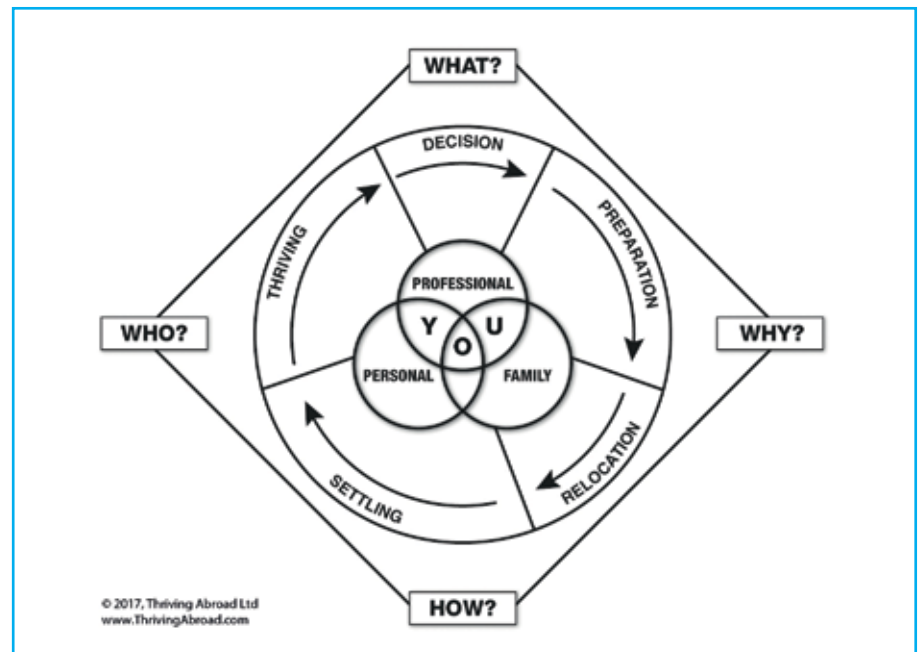 WHAT?
DECISION
THRIVING
PREPARATION
PROFESSIONAL
Y U
O
WHO?
WHY?
PERSONAL
FAMILY
SETTLING
RELOCATION
© 2017, Thriving Abroad Ltd
www.ThrivingAbroad.com
HOW?